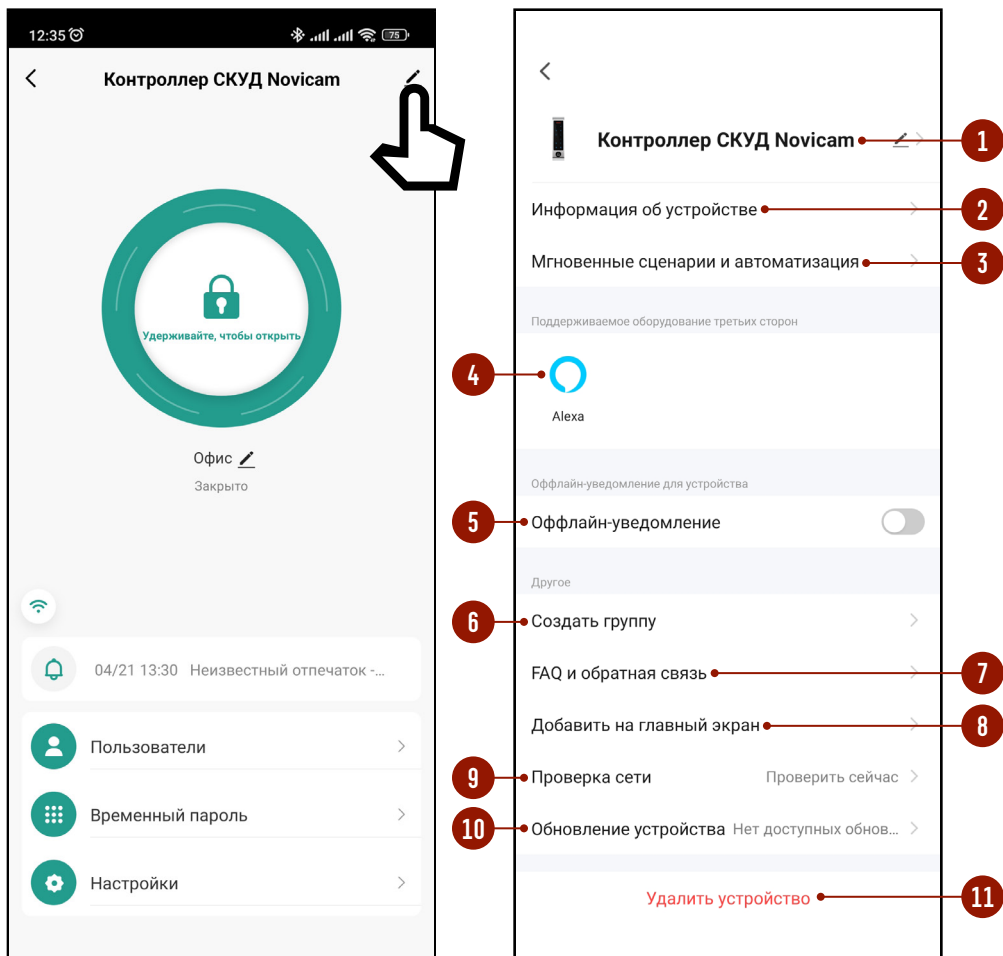 12:35
75
Контроллер СКУД Novicam
Удерживайте, чтобы открыть
Офис
Закрыто
04/21 13:30 Неизвестный отпечаток -...
Пользователи
Временный пароль
Настройки
Контроллер СКУД Novicam
1
Информация об устройстве
2
Мгновенные сценарии и автоматизация
3
Поддерживаемое оборудование третьих сторон
4
Alexa
Оффлайн-уведомление для устройства
5
Оффлайн-уведомление
Другое
6
Создать группу
FAQ и обратная связь
7
Добавить на главный экран
8
9
Проверка сети Проверить сейчас
10
Обновление устройства Нет доступных обнов...
Удалить устройство
11